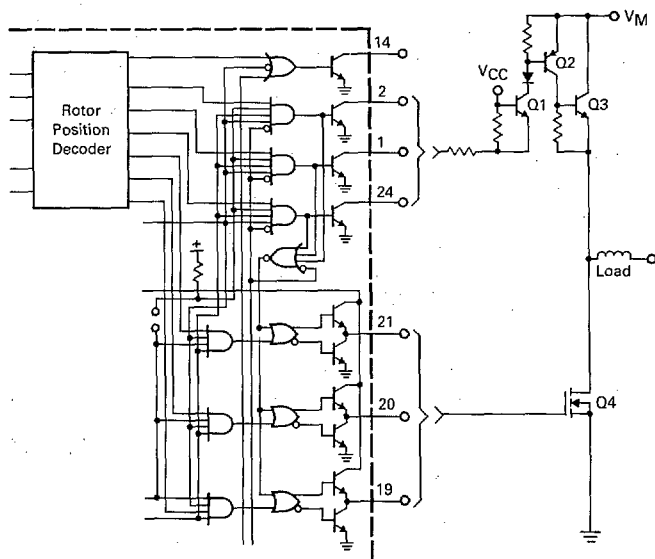 14
V_M
Q2
V_CC
Q1
Q3
2
Rotor
Position
Decoder
1
24
+
Load
21
20
Q4
19